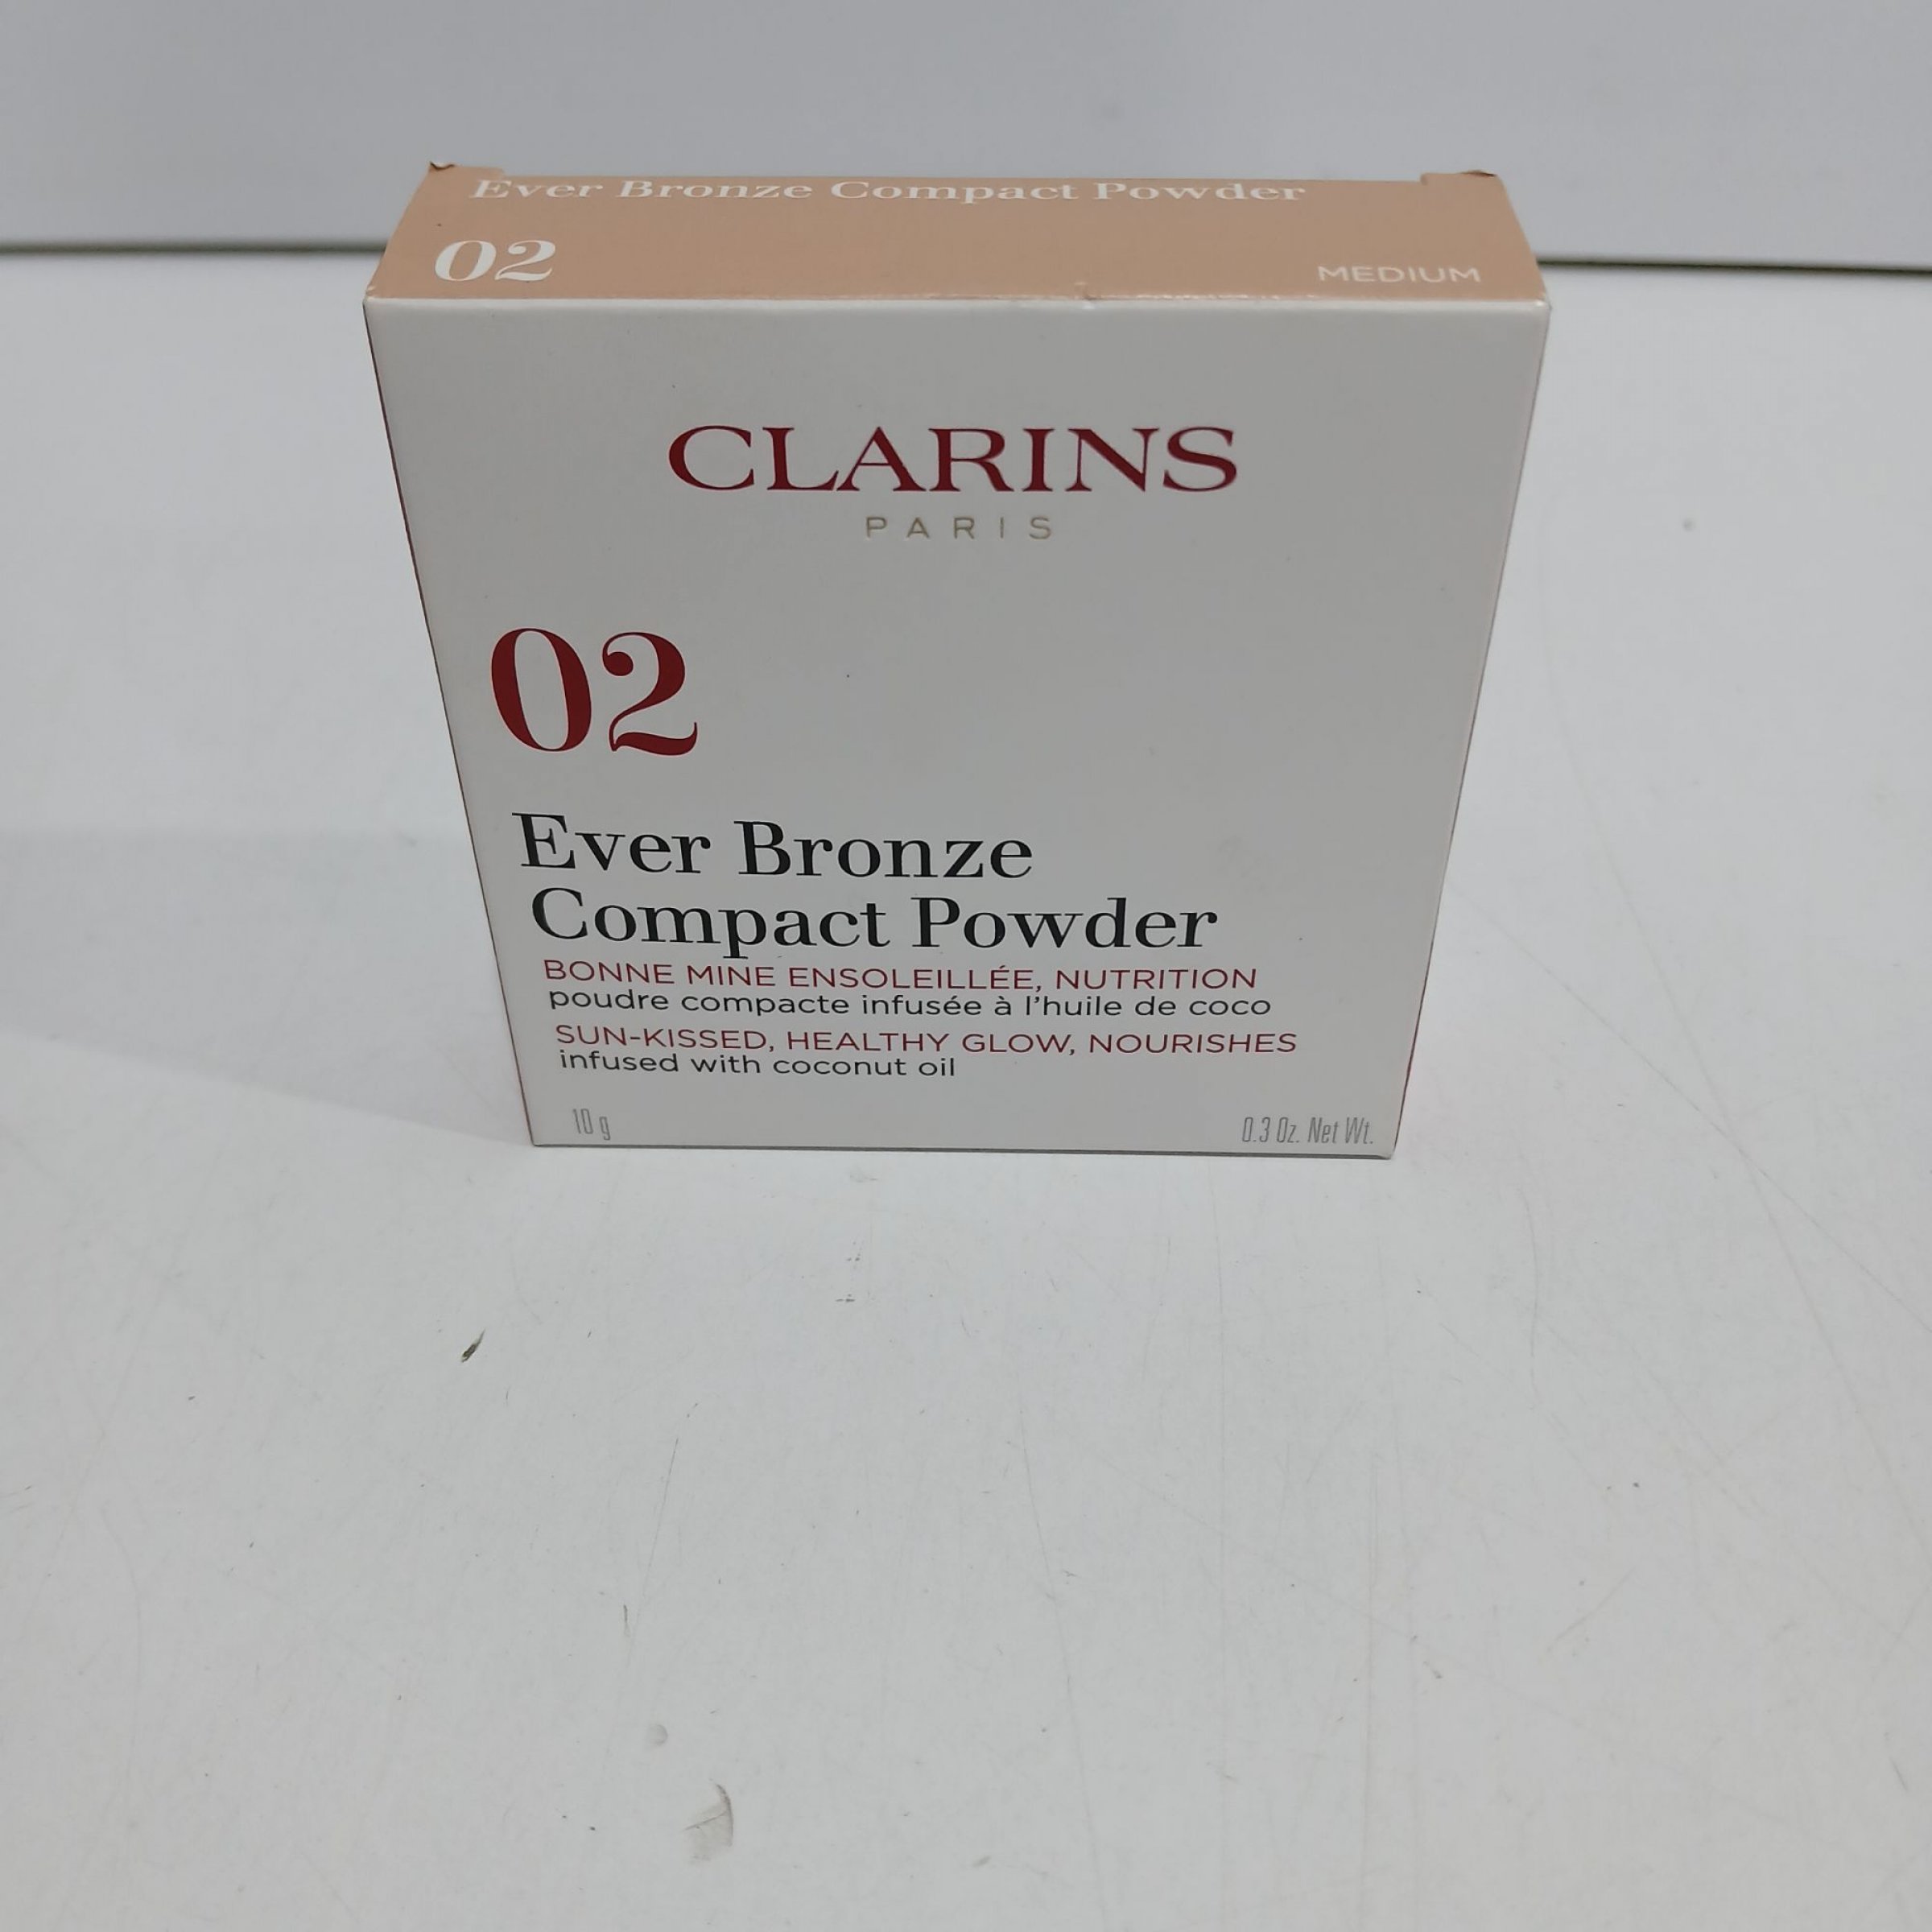 Ever Bronze Compact Powder
02
MEDIUM
CLARINS
PARIS
02
Ever Bronze
Compact Powder
BONNE MINE ENSOLEILLÉE, NUTRITION
poudre compacte infusée à l'huile de coco
SUN-KISSED, HEALTHY GLOW, NOURISHES
infused with coconut oil
10 g
0.3 Oz. Net Wt.